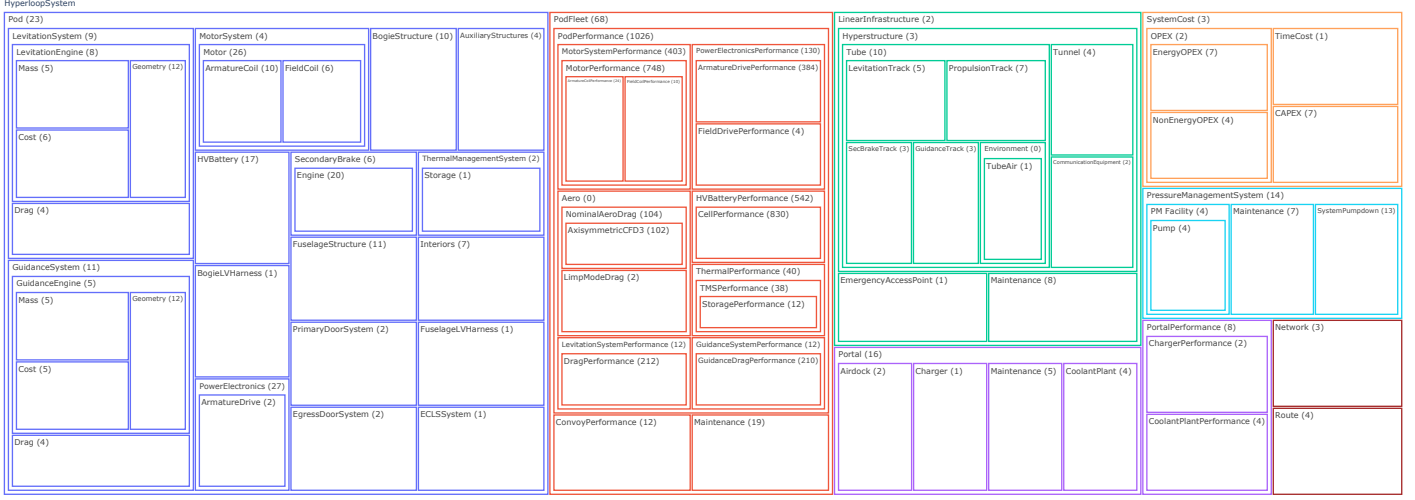 HyperloopSystem
Pod (23)
LevitationSystem (9)
LevitationEngine (8)
Mass (5)
Geometry (12)
Cost (6)
Drag (4)
GuidanceSystem (11)
GuidanceEngine (5)
Mass (5)
Geometry (12)
Cost (5)
Drag (4)
MotorSystem (4)
Motor (26)
ArmatureCoil (10)
FieldCoil (6)
BogieStructure (10)
AuxiliaryStructures (4)
HVBattery (17)
BogieLVHarness (1)
PowerElectronics (27)
ArmatureDrive (2)
SecondaryBrake (6)
Engine (20)
ThermalManagementSystem (2)
Storage (1)
FuselageStructure (11)
Interiors (7)
PrimaryDoorSystem (2)
FuselageLVHarness (1)
EgressDoorSystem (2)
ECLSSystem (1)
PodFleet (68)
PodPerformance (1026)
MotorSystemPerformance (403)
MotorPerformance (748)
PowerElectronicsPerformance (130)
ArmatureDrivePerformance (384)
FieldDrivePerformance (4)
Aero (0)
NominalAeroDrag (104)
AxisymmetricCFD3 (102)
LimpModeDrag (2)
HVBatteryPerformance (542)
CellPerformance (830)
ThermalPerformance (40)
TMSPerformance (38)
StoragePerformance (12)
LevitationSystemPerformance (12)
DragPerformance (212)
GuidanceSystemPerformance (12)
GuidanceDragPerformance (210)
ConvoyPerformance (12)
Maintenance (19)
LinearInfrastructure (2)
Hyperstructure (3)
Tube (10)
LevitationTrack (5)
PropulsionTrack (7)
SecBrakeTrack (3)
GuidanceTrack (3)
Environment (0)
TubeAir (1)
Tunnel (4)
CommunicationEquipment (2)
EmergencyAccessPoint (1)
Maintenance (8)
Portal (16)
Airdock (2)
Charger (1)
Maintenance (5)
CoolantPlant (4)
SystemCost (3)
OPEX (2)
EnergyOPEX (7)
NonEnergyOPEX (4)
TimeCost (1)
CAPEX (7)
PressureManagementSystem (14)
PM Facility (4)
Pump (4)
Maintenance (7)
SystemPumpdown (13)
PortalPerformance (8)
ChargerPerformance (2)
CoolantPlantPerformance (4)
Network (3)
Route (4)